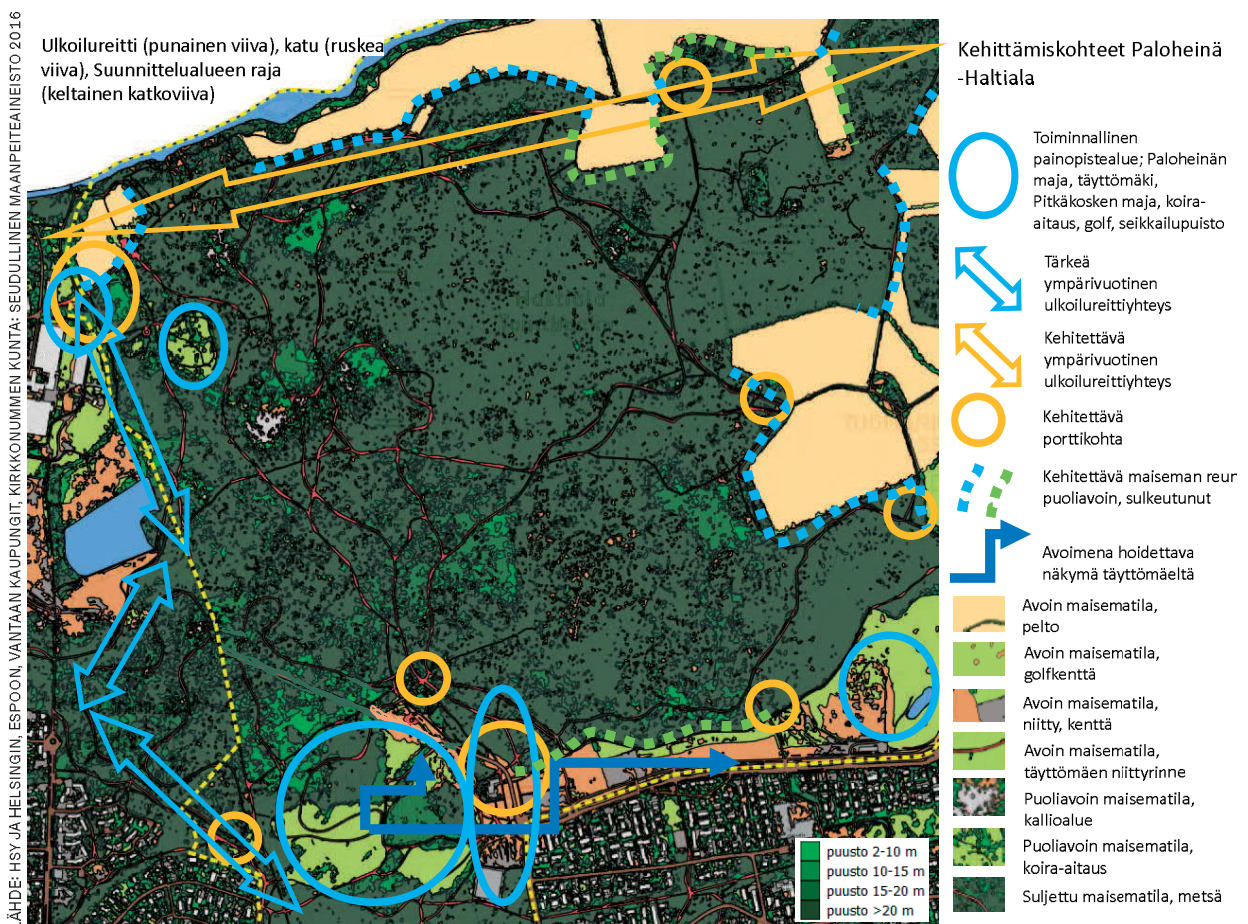 LÄHDE: HSY JA HELSINGIN, ESPOON, VANTAAN KAUPUNGIT, KIRKKONUMMEN KUNTA: SEUDULLINEN MAANPEITEAINEISTO 2016
Ulkoilureitti (punainen viiva), katu (ruskea
viiva), Suunnittelualueen raja
(keltainen katkoviiva)
Kehittämiskohteet Paloheinä
-Haltiala
Toiminnallinen
painopistealue; Paloheinän
maja, täyttömäki,
Pitkäkosken maja, koira-
aitaus, golf, seikkailupuisto
Tärkeä
ympärivuotinen
ulkoilureittiyhteys
Kehitettävä
ympärivuotinen
ulkoilureittiyhteys
Kehitettävä
porttikohta
Kehitettävä maiseman reun
puoliavoin, sulkeutunut
Avoimena hoidettava
näkymä täyttömäeltä
Avoin maisematila,
pelto
Avoin maisematila,
golfkenttä
Avoin maisematila,
niitty, kenttä
Avoin maisematila,
täyttömäen niittyrinne
Puoliavoin maisematila,
kallioalue
Puoliavoin maisematila,
koira-aitaus
Suljettu maisematila, metsä
puusto 2-10 m
puusto 10-15 m
puusto 15-20 m
puusto >20 m